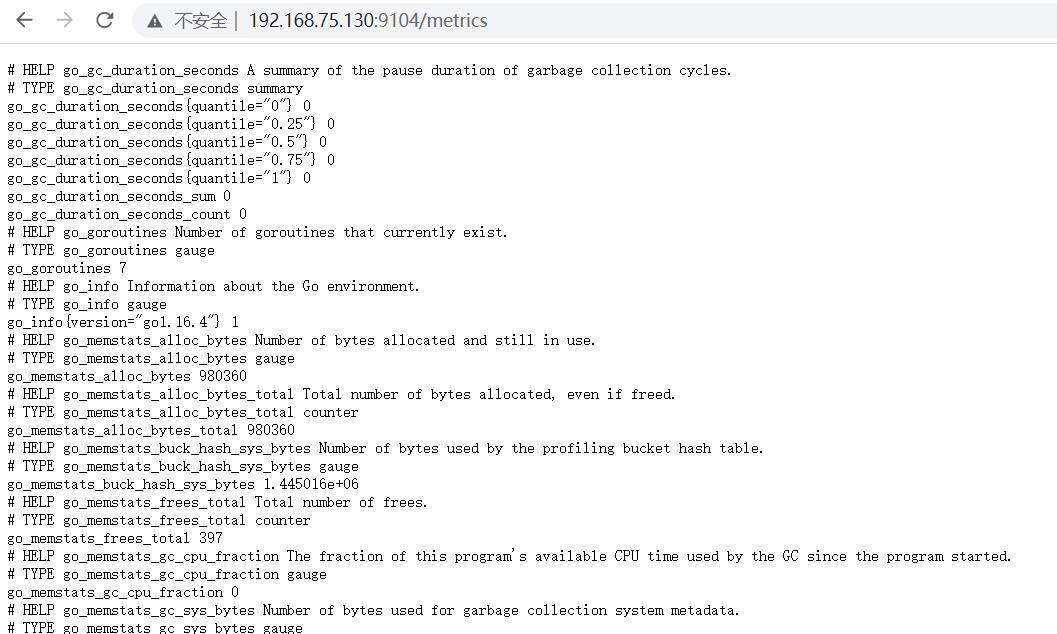 不安全 | 192.168.75.130:9104/metrics
# HELP go_gc_duration_seconds A summary of the pause duration of garbage collection cycles.
# TYPE go_gc_duration_seconds summary
go_gc_duration_seconds{quantile="0"} 0
go_gc_duration_seconds{quantile="0.25"} 0
go_gc_duration_seconds{quantile="0.5"} 0
go_gc_duration_seconds{quantile="0.75"} 0
go_gc_duration_seconds{quantile="1"} 0
go_gc_duration_seconds_sum 0
go_gc_duration_seconds_count 0
# HELP go_goroutines Number of goroutines that currently exist.
# TYPE go_goroutines gauge
go_goroutines 7
# HELP go_info Information about the Go environment.
# TYPE go_info gauge
go_info{version="go1.16.4"} 1
# HELP go_memstats_alloc_bytes Number of bytes allocated and still in use.
# TYPE go_memstats_alloc_bytes gauge
go_memstats_alloc_bytes 980360
# HELP go_memstats_alloc_bytes_total Total number of bytes allocated, even if freed.
# TYPE go_memstats_alloc_bytes_total counter
go_memstats_alloc_bytes_total 980360
# HELP go_memstats_buck_hash_sys_bytes Number of bytes used by the profiling bucket hash table.
# TYPE go_memstats_buck_hash_sys_bytes gauge
go_memstats_buck_hash_sys_bytes 1.445016e+06
# HELP go_memstats_frees_total Total number of frees.
# TYPE go_memstats_frees_total counter
go_memstats_frees_total 397
# HELP go_memstats_gc_cpu_fraction The fraction of this program's available CPU time used by the GC since the program started.
# TYPE go_memstats_gc_cpu_fraction gauge
go_memstats_gc_cpu_fraction 0
# HELP go_memstats_gc_sys_bytes Number of bytes used for garbage collection system metadata.
# TYPE go_memstats_gc_sys_bytes gauge